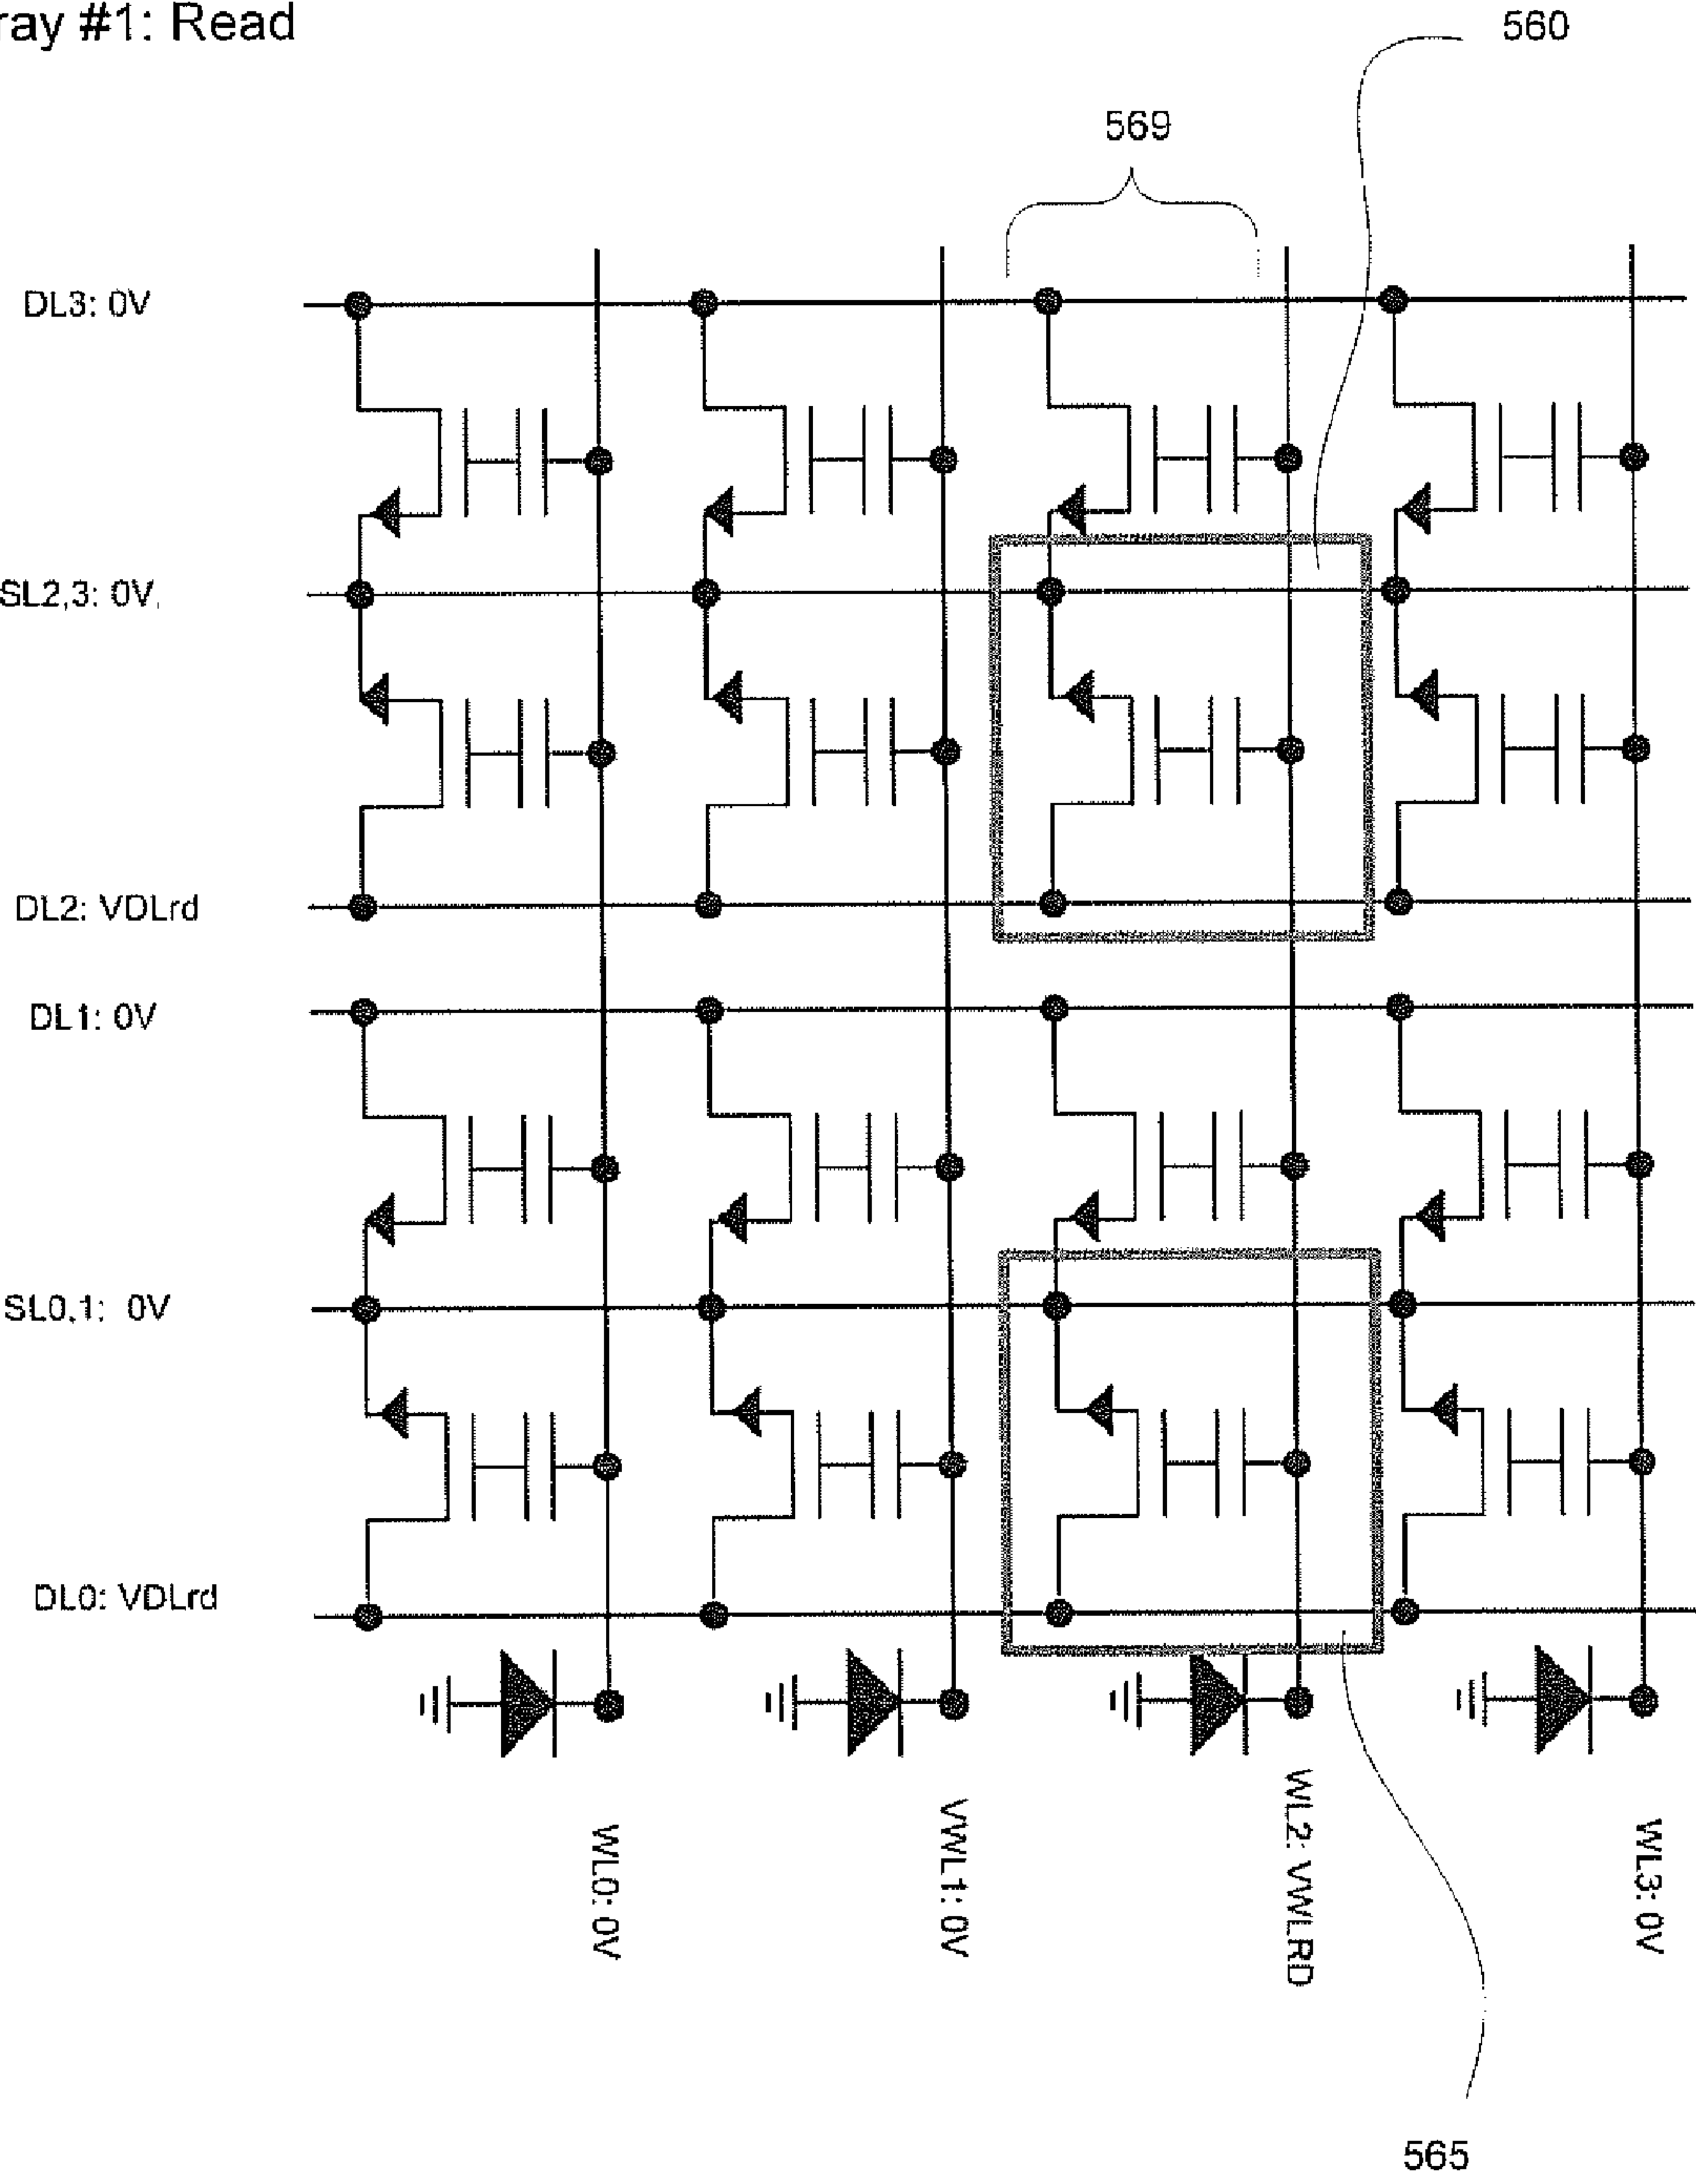 ray #1: Read
560
569
DL3: 0V
SL2,3: 0V,
DL2: VDLrd
DL1: 0V
SL0,1: 0V
DL0: VDLrd
WL0: 0V
VWL1: 0V
WL2: VWLRD
WL3: 0V
565